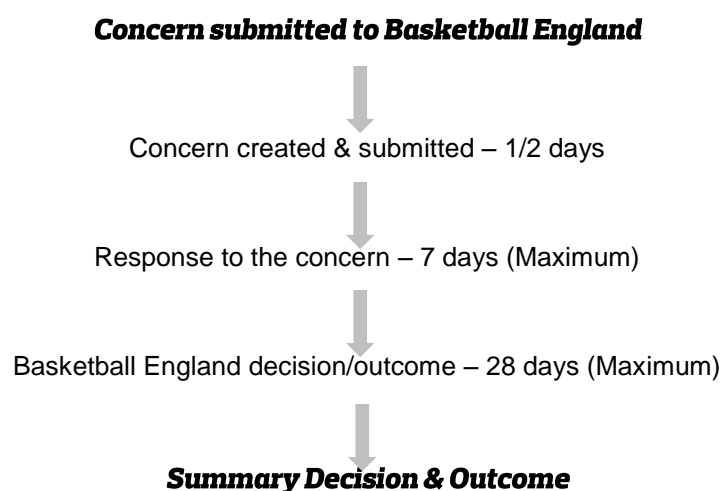 Concern submitted to Basketball England
Concern created & submitted – 1/2 days
Response to the concern – 7 days (Maximum)
Basketball England decision/outcome – 28 days (Maximum)
Summary Decision & Outcome